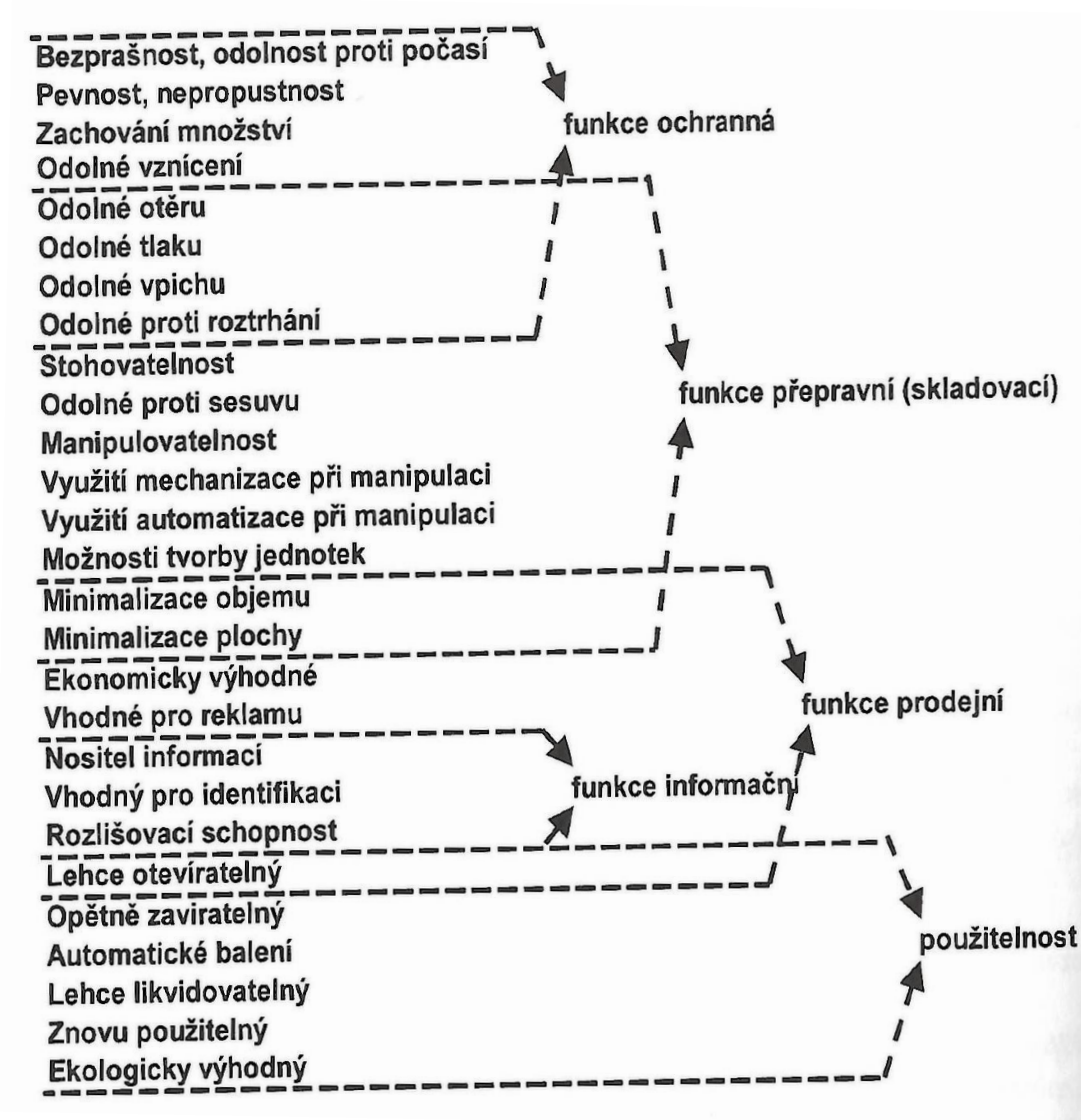 Bezprašnost, odolnost proti počasí
Pevnost, nepropustnost
funkce ochranná
Zachování množství
Odolné vznícení
Odolné otěru
Odolné tlaku
Odolné vpichu
Odolné proti roztrhání
Stohovatelnost
funkce přepravní (skladovací)
Odolné proti sesuvu
Manipulovatelnost
Využití mechanizace při manipulaci
Využití automatizace při manipulaci
Možnosti tvorby jednotek
Minimalizace objemu
Minimalizace plochy
Ekonomicky výhodné
funkce prodejní
Vhodné pro reklamu
Nositel informací
funkce informační
Vhodný pro identifikaci
Rozlišovací schopnost
Lehce otevíratelný
Opětně zaviratelný
použitelnost
Automatické balení
Lehce likvidovatelný
Znovu použitelný
Ekologicky výhodný